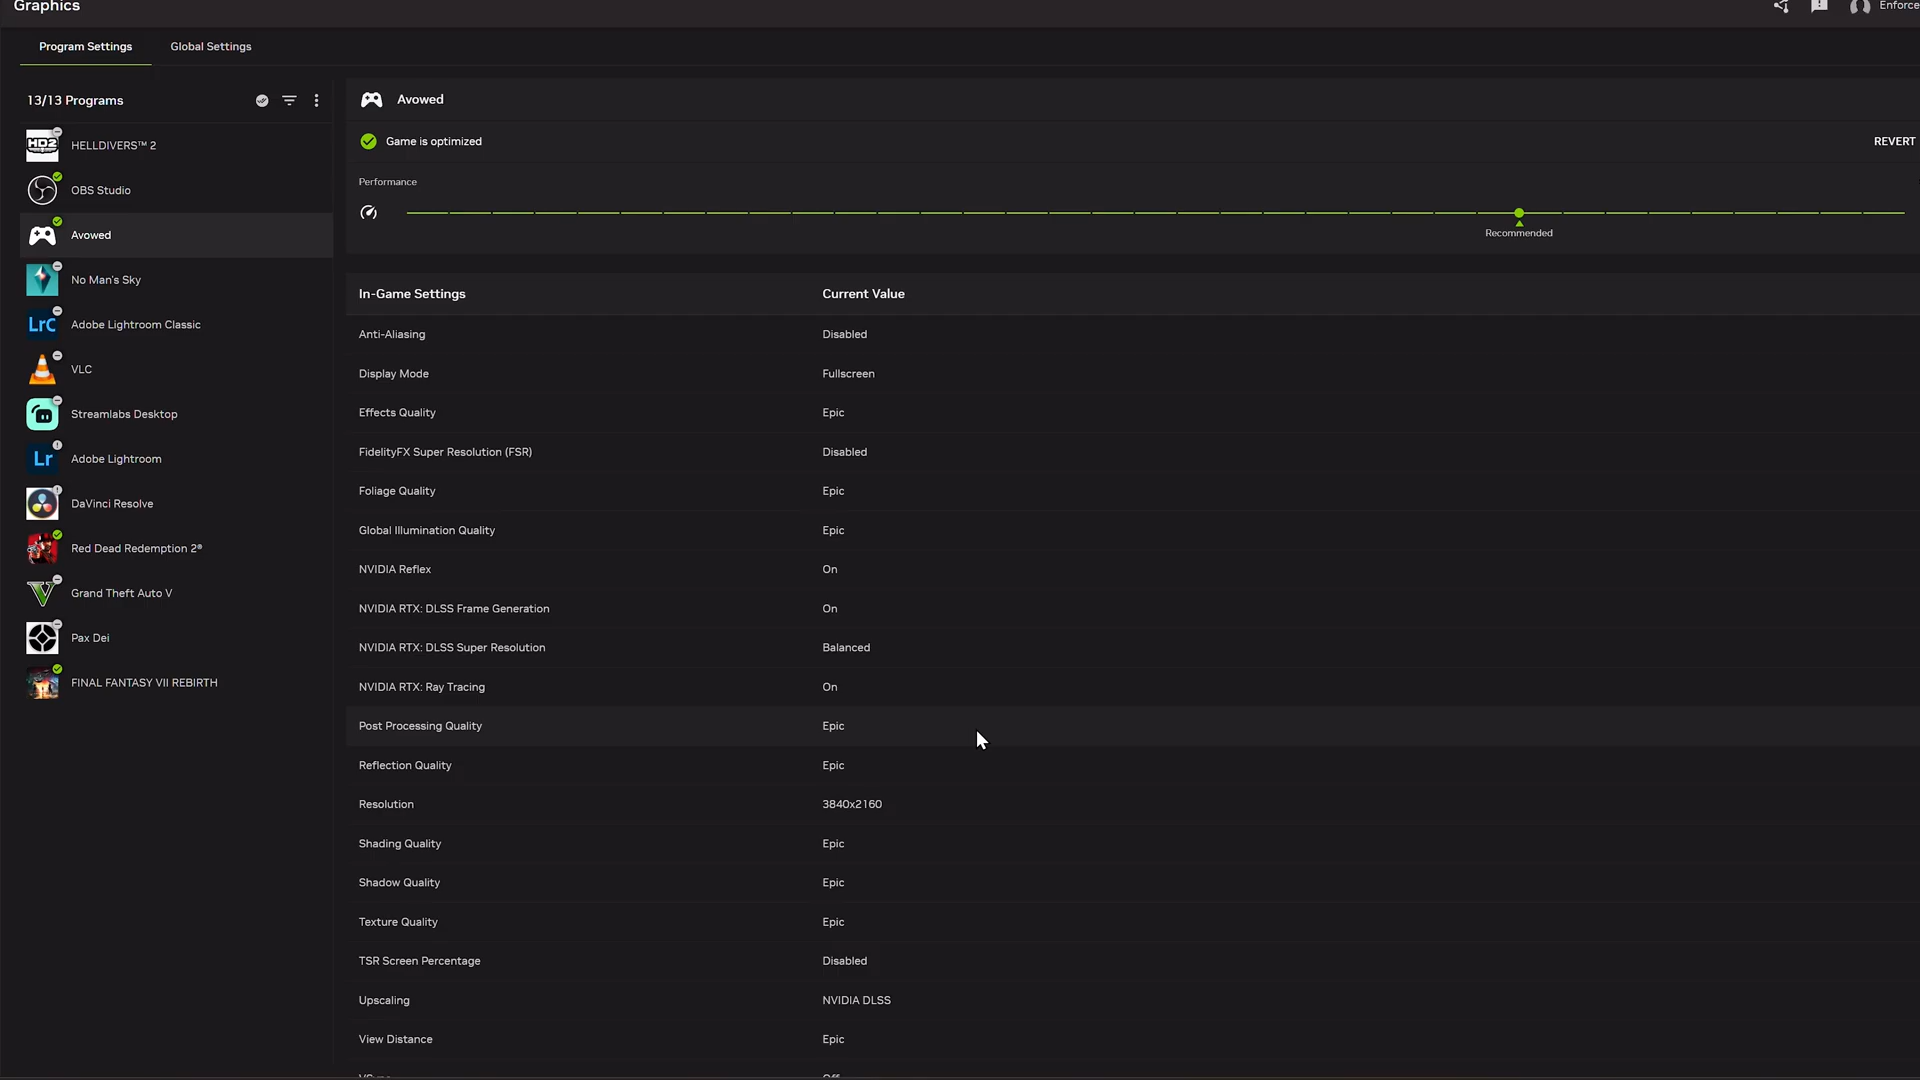 Graphics
Enforce
Program Settings
Global Settings
13/13 Programs
HD2
HELLDIVERS™ 2
OBS Studio
Avowed
No Man's Sky
LrC
Adobe Lightroom Classic
VLC
Streamlabs Desktop
Lr
Adobe Lightroom
DaVinci Resolve
Red Dead Redemption 2®
V
Grand Theft Auto V
Pax Dei
FINAL FANTASY VII REBIRTH
Avowed
Game is optimized
REVERT
Performance
Recommended
In-Game Settings Current Value
Anti-Aliasing Disabled
Display Mode Fullscreen
Effects Quality Epic
FidelityFX Super Resolution (FSR) Disabled
Foliage Quality Epic
Global Illumination Quality Epic
NVIDIA Reflex On
NVIDIA RTX: DLSS Frame Generation On
NVIDIA RTX: DLSS Super Resolution Balanced
NVIDIA RTX: Ray Tracing On
Post Processing Quality Epic
Reflection Quality Epic
Resolution 3840x2160
Shading Quality Epic
Shadow Quality Epic
Texture Quality Epic
TSR Screen Percentage Disabled
Upscaling NVIDIA DLSS
View Distance Epic